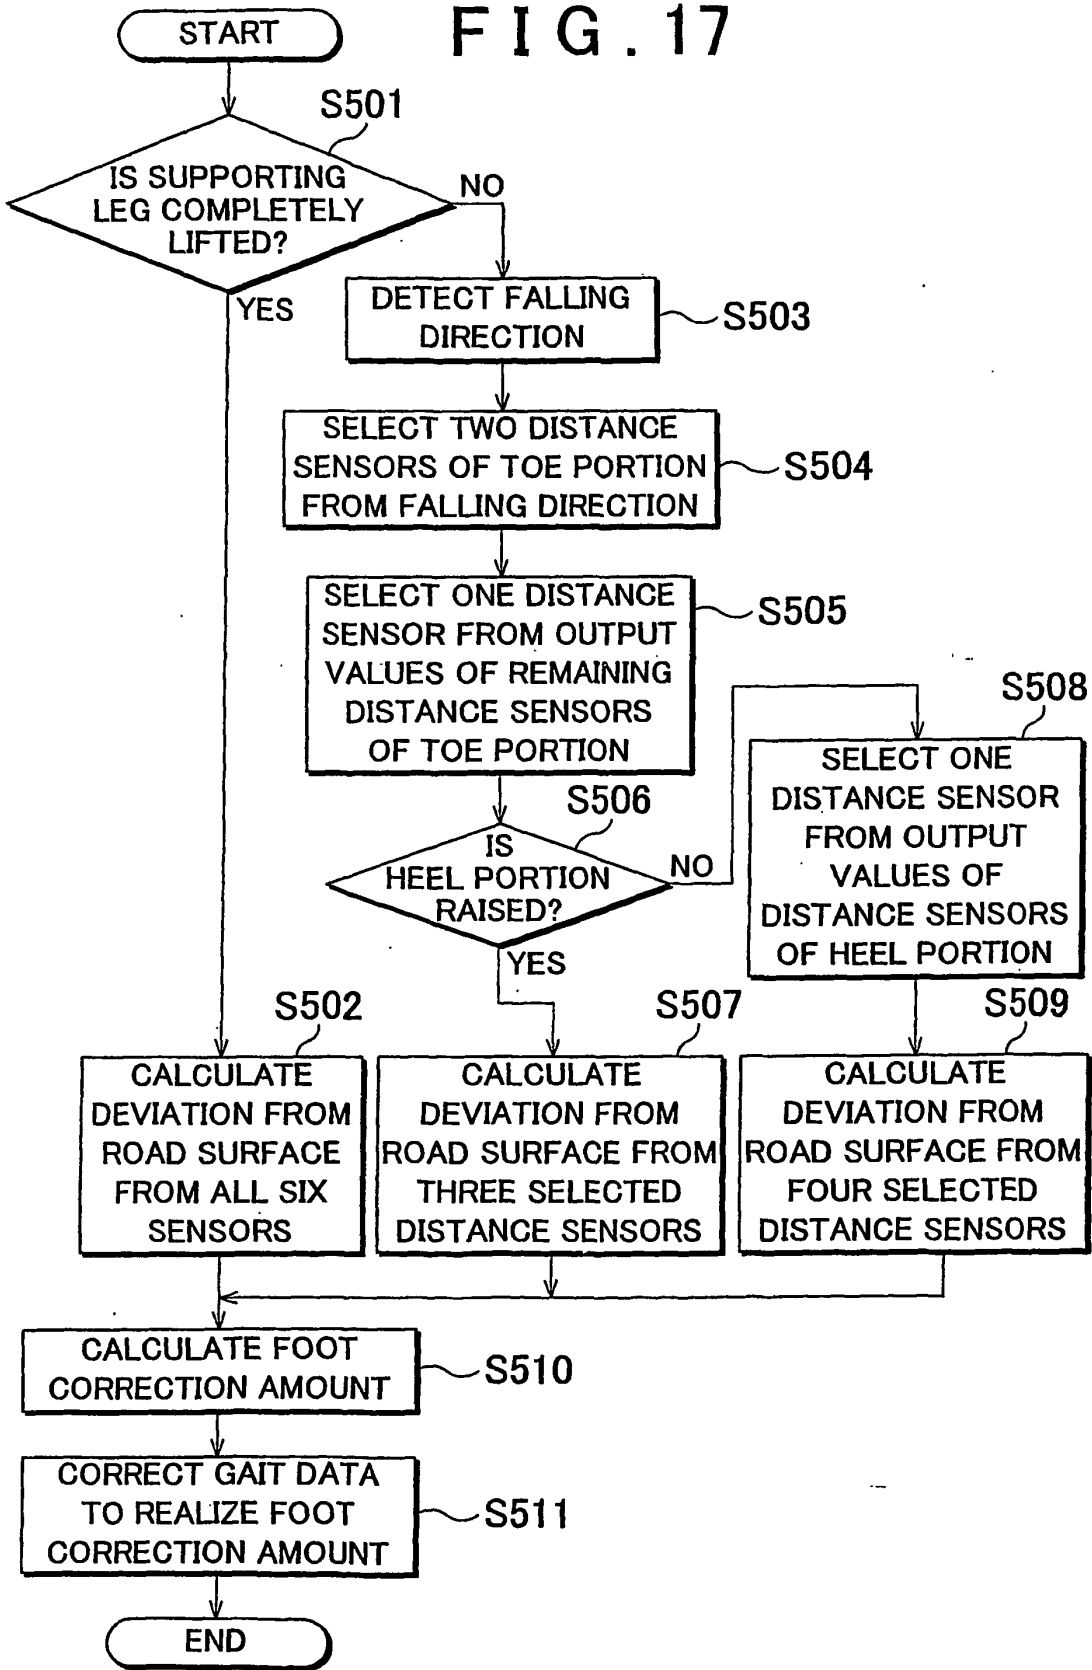 FIG. 17
START
S501
IS SUPPORTING
LEG COMPLETELY
LIFTED?
NO
YES
DETECT FALLING
DIRECTION
S503
SELECT TWO DISTANCE
SENSORS OF TOE PORTION
FROM FALLING DIRECTION
S504
SELECT ONE DISTANCE
SENSOR FROM OUTPUT
VALUES OF REMAINING
DISTANCE SENSORS
OF TOE PORTION
S505
S506
IS
HEEL PORTION
RAISED?
NO
YES
S508
SELECT ONE
DISTANCE SENSOR
FROM OUTPUT
VALUES OF
DISTANCE SENSORS
OF HEEL PORTION
S502
CALCULATE
DEVIATION FROM
ROAD SURFACE
FROM ALL SIX
SENSORS
S507
CALCULATE
DEVIATION FROM
ROAD SURFACE FROM
THREE SELECTED
DISTANCE SENSORS
S509
CALCULATE
DEVIATION FROM
ROAD SURFACE FROM
FOUR SELECTED
DISTANCE SENSORS
CALCULATE FOOT
CORRECTION AMOUNT
S510
CORRECT GAIT DATA
TO REALIZE FOOT
CORRECTION AMOUNT
S511
END